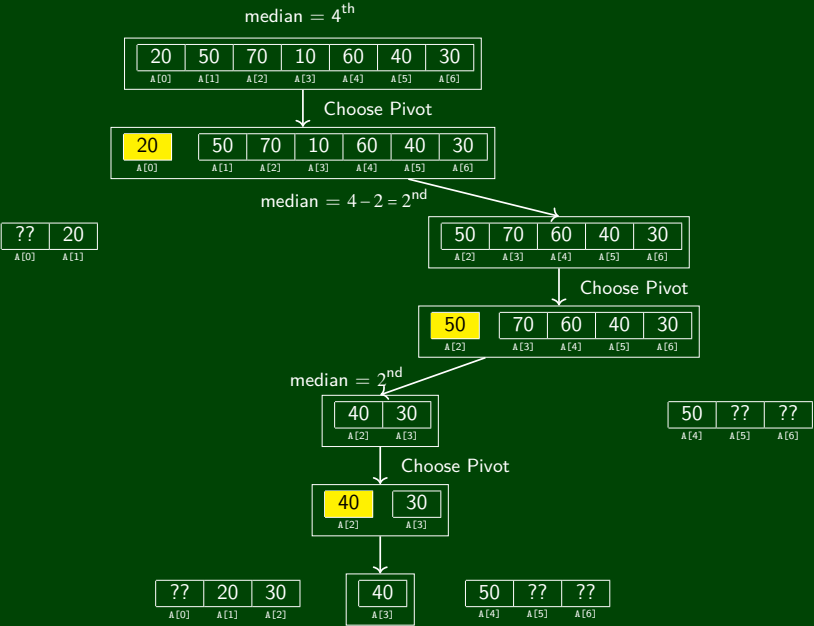 median = 4th
20 50 70 10 60 40 30
A[0] A[1] A[2] A[3] A[4] A[5] A[6]
Choose Pivot
20 50 70 10 60 40 30
A[0] A[1] A[2] A[3] A[4] A[5] A[6]
median = 4 – 2 = 2nd
?? 20 50 70 60 40 30
A[0] A[1] A[2] A[3] A[4] A[5] A[6]
Choose Pivot
50 70 60 40 30
A[2] A[3] A[4] A[5] A[6]
median = 2nd
40 30 50 ?? ??
A[2] A[3] A[4] A[5] A[6]
Choose Pivot
40 30
A[2] A[3]
?? 20 30 40 50 ?? ??
A[0] A[1] A[2] A[3] A[4] A[5] A[6]